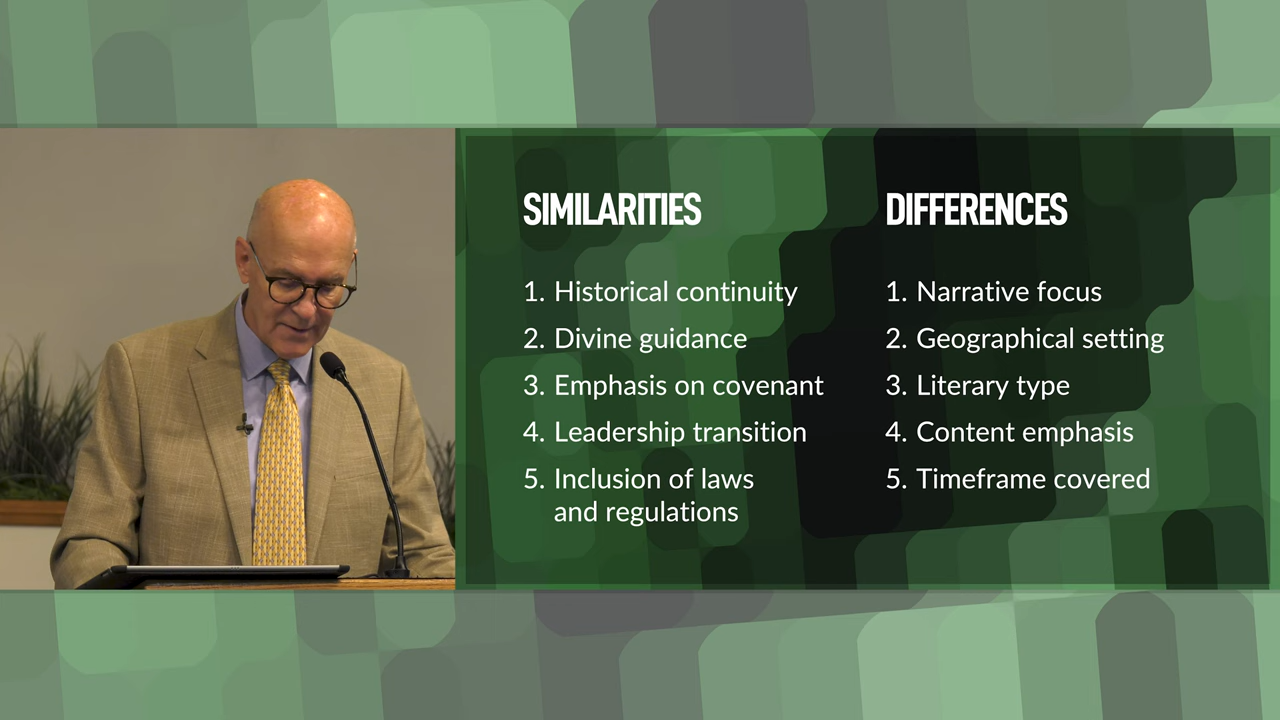 SIMILARITIES
1. Historical continuity
2. Divine guidance
3. Emphasis on covenant
4. Leadership transition
5. Inclusion of laws
and regulations
DIFFERENCES
1. Narrative focus
2. Geographical setting
3. Literary type
4. Content emphasis
5. Timeframe covered